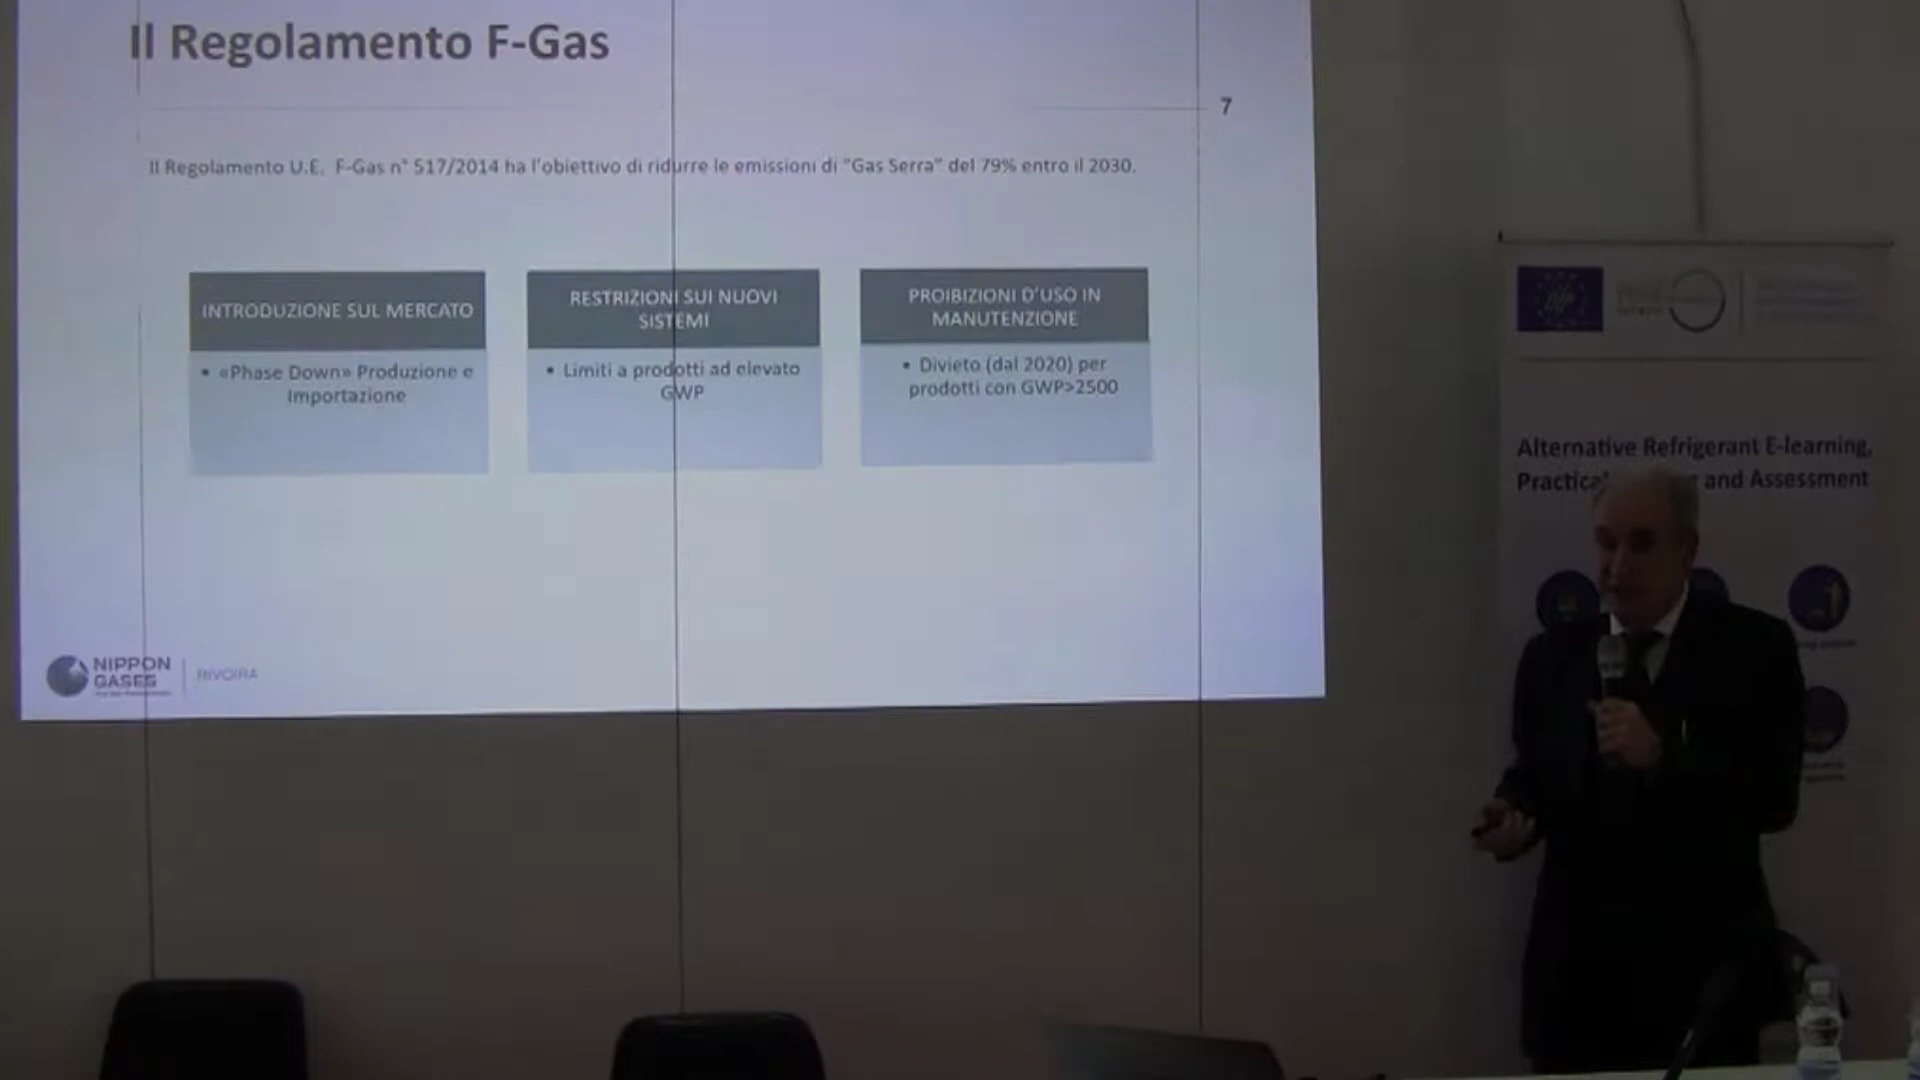 Il Regolamento F-Gas
7
Il Regolamento U.E. F-Gas n° 517/2014 ha l'obiettivo di ridurre le emissioni di "Gas Serra" del 79% entro il 2030.
INTRODUZIONE SUL MERCATO
• «Phase Down» Produzione e
Importazione
RESTRIZIONI SUI NUOVI
SISTEMI
• Limiti a prodotti ad elevato
GWP
PROIBIZIONI D'USO IN
MANUTENZIONE
• Divieto (dal 2020) per
prodotti con GWP>2500
NIPPON
GASES
RIVOIRA
Alternative Refrigerant E-learning,
and Assessment